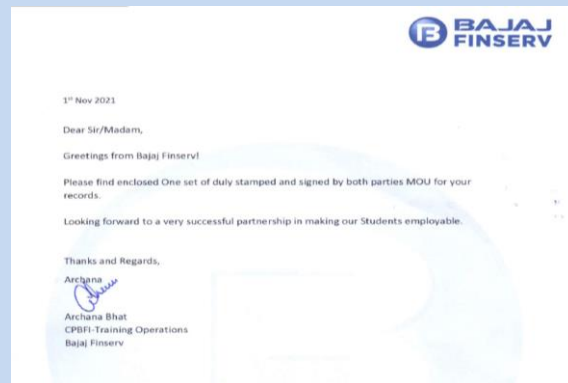 BAJAJ
FINSERV
1st Nov 2021
Dear Sir/Madam,
Greetings from Bajaj Finserv!
Please find enclosed One set of duly stamped and signed by both parties MOU for your
records.
Looking forward to a very successful partnership in making our Students employable.
Thanks and Regards,
Archana
Archana Bhat
CPBFI-Training Operations
Bajaj Finserv